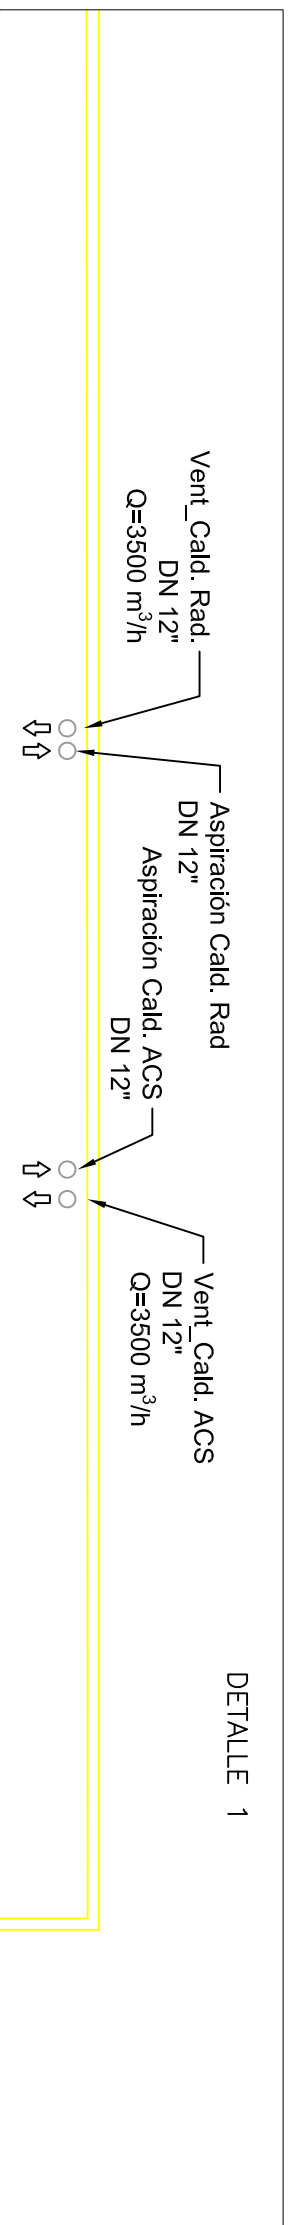 Vent_Cald. Rad.
DN 12"
Q=3500 m³/h
Aspiración Cald. Rad
DN 12"
Aspiración Cald. ACS
DN 12"
Vent_Cald. ACS
DN 12"
Q=3500 m³/h
DETALLE 1